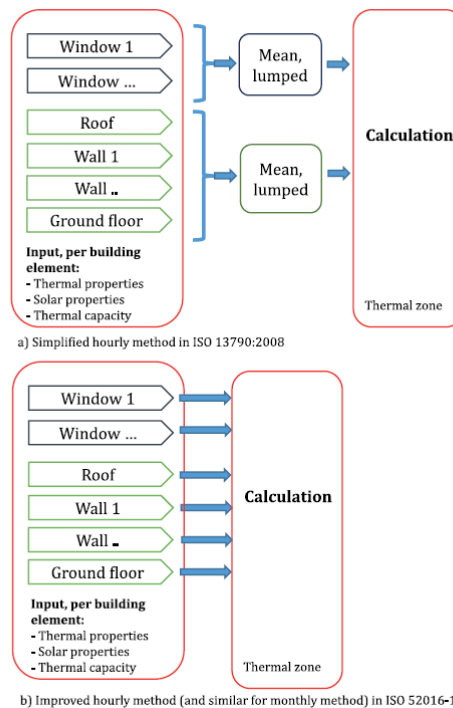 Window 1
Window ...
Roof
Wall 1
Wall ..
Ground floor
Input, per building
element:
- Thermal properties
- Solar properties
- Thermal capacity
Mean,
lumped
Mean,
lumped
Calculation
Thermal zone
a) Simplified hourly method in ISO 13790:2008
Window 1
Window ...
Roof
Wall 1
Wall ..
Ground floor
Input, per building
element:
- Thermal properties
- Solar properties
- Thermal capacity
Calculation
Thermal zone
b) Improved hourly method (and similar for monthly method) in ISO 52016-1